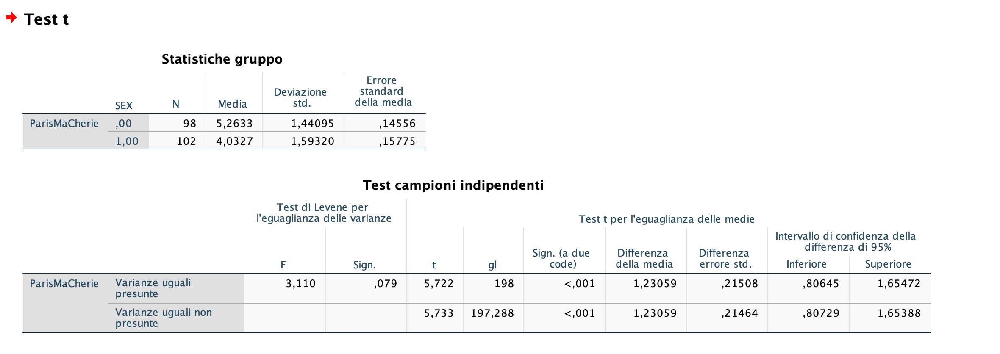 Test t
Statistiche gruppo
SEX N Media Deviazione std. Errore standard della media
ParisMaCherie ,00 98 5,2633 1,44095 ,14556
1,00 102 4,0327 1,59320 ,15775
Test campioni indipendenti
Test di Levene per l'eguaglianza delle varianze
Test t per l'eguaglianza delle medie
F Sign. t gl Sign. (a due code) Differenza della media Differenza errore std. Intervallo di confidenza della differenza di 95%
Inferiore Superiore
ParisMaCherie Varianze uguali presunte 3,110 ,079 5,722 198 <,001 1,23059 ,21508 ,80645 1,65472
Varianze uguali non presunte 5,733 197,288 <,001 1,23059 ,21464 ,80729 1,65388